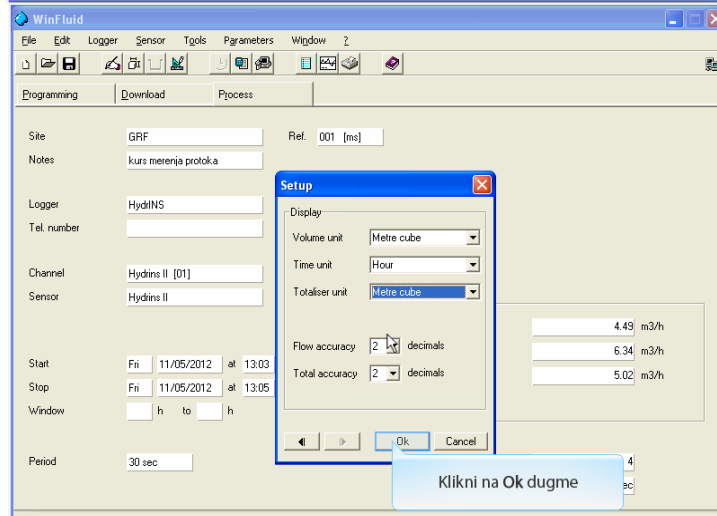 WinFluid
File Edit Logger Sensor Tools Parameters Window ?
Programming Download Process
Site GRF Ref. 001 [ms]
Notes kurs merenja protoka
Logger HydrINS
Tel. number
Channel Hydrins II [01]
Sensor Hydrins II
Start Fri 11/05/2012 at 13:03
Stop Fri 11/05/2012 at 13:05
Window h to h
Period 30 sec
Setup
Display
Volume unit Metre cube
Time unit Hour
Totaliser unit Metre cube
Flow accuracy 2 decimals
Total accuracy 2 decimals
Ok Cancel
4.49 m3/h
6.34 m3/h
5.02 m3/h
4
Klikni na Ok dugme